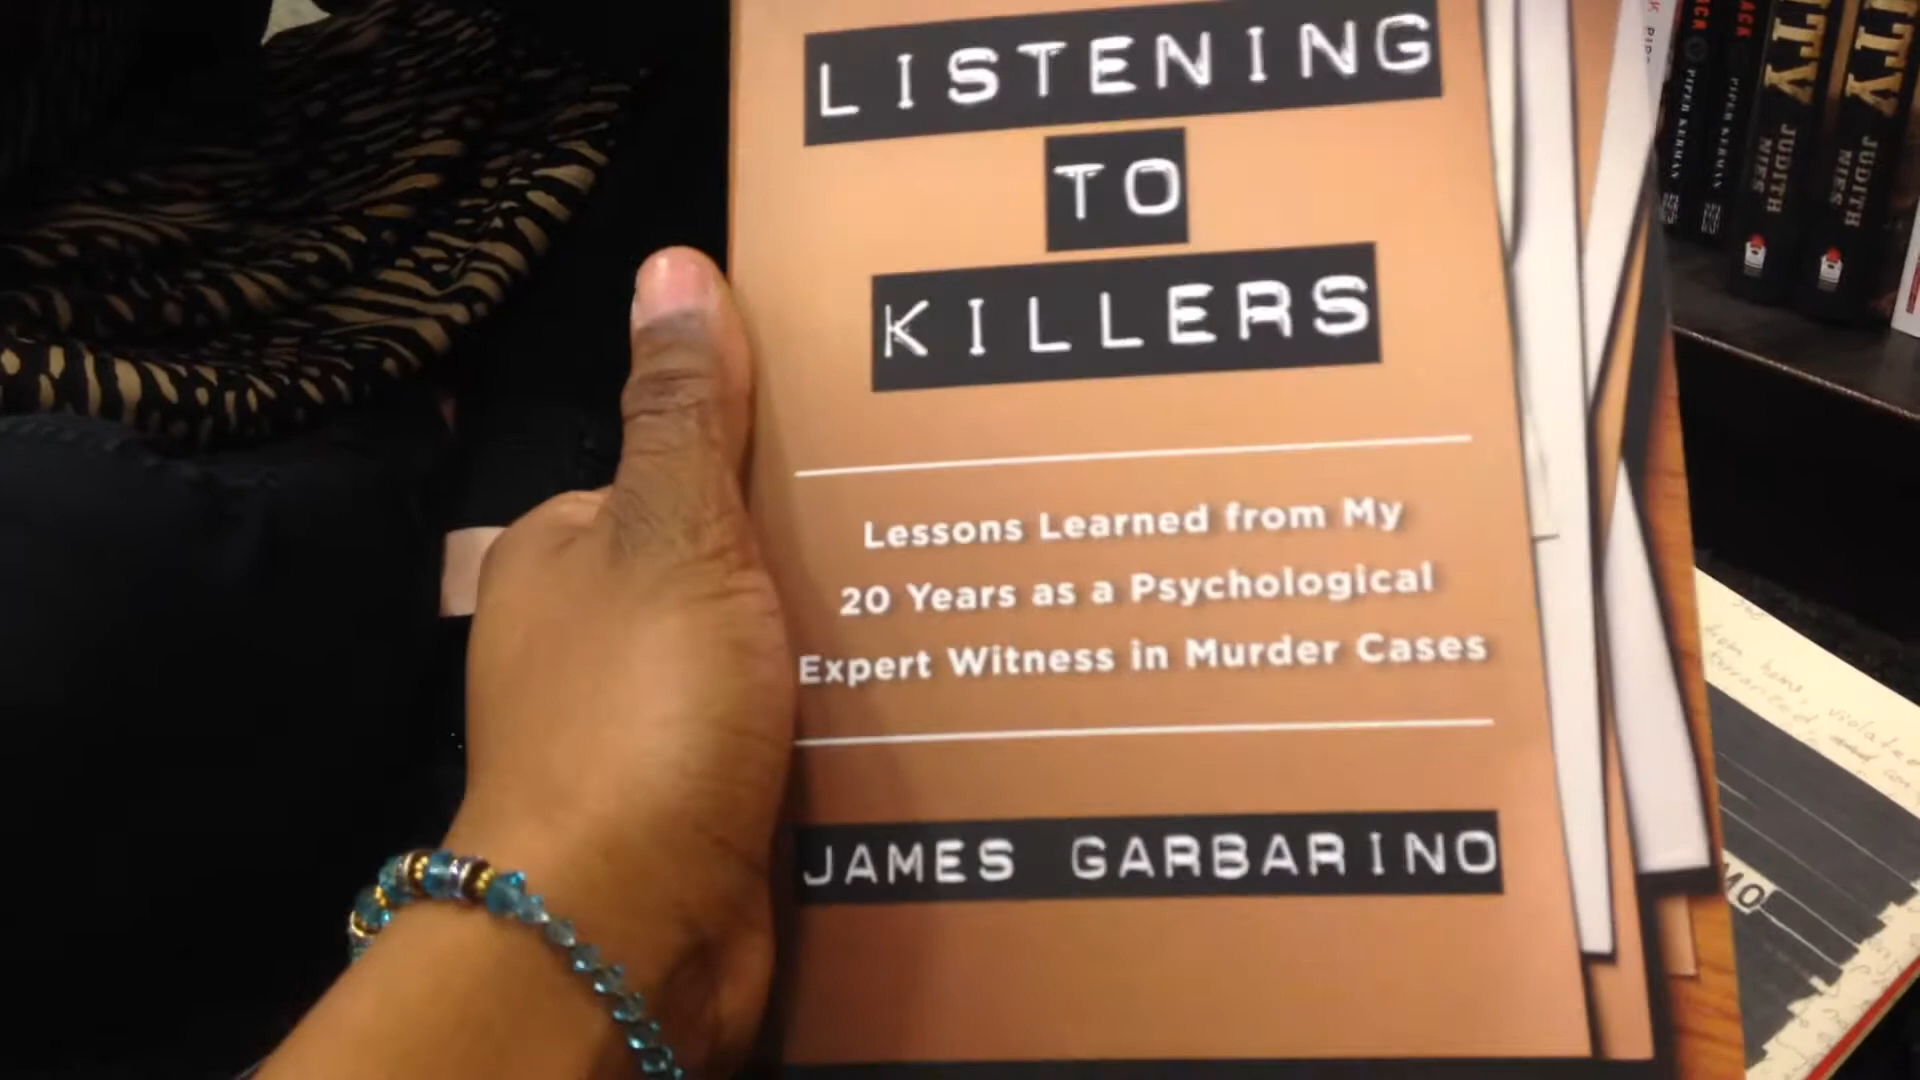 LISTENING
TO
KILLERS
Lessons Learned from My
20 Years as a Psychological
Expert Witness in Murder Cases
JAMES GARBARINO
PIPER KERMAN
PIPER KERMAN
JUDITH
NIES
JUDITH
NIES